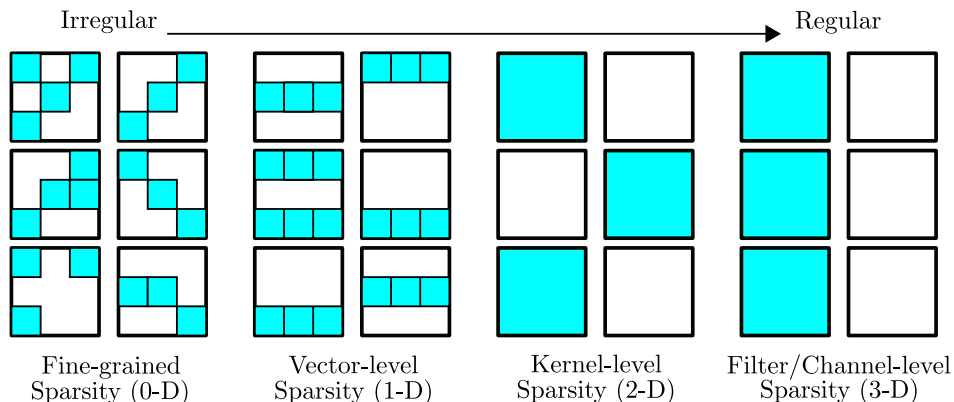 Irregular
Regular
Fine-grained
Sparsity (0-D)
Vector-level
Sparsity (1-D)
Kernel-level
Sparsity (2-D)
Filter/Channel-level
Sparsity (3-D)